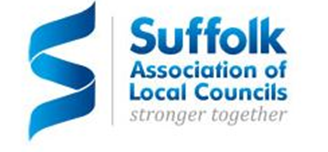 Suffolk
Association of
Local Councils
stronger together